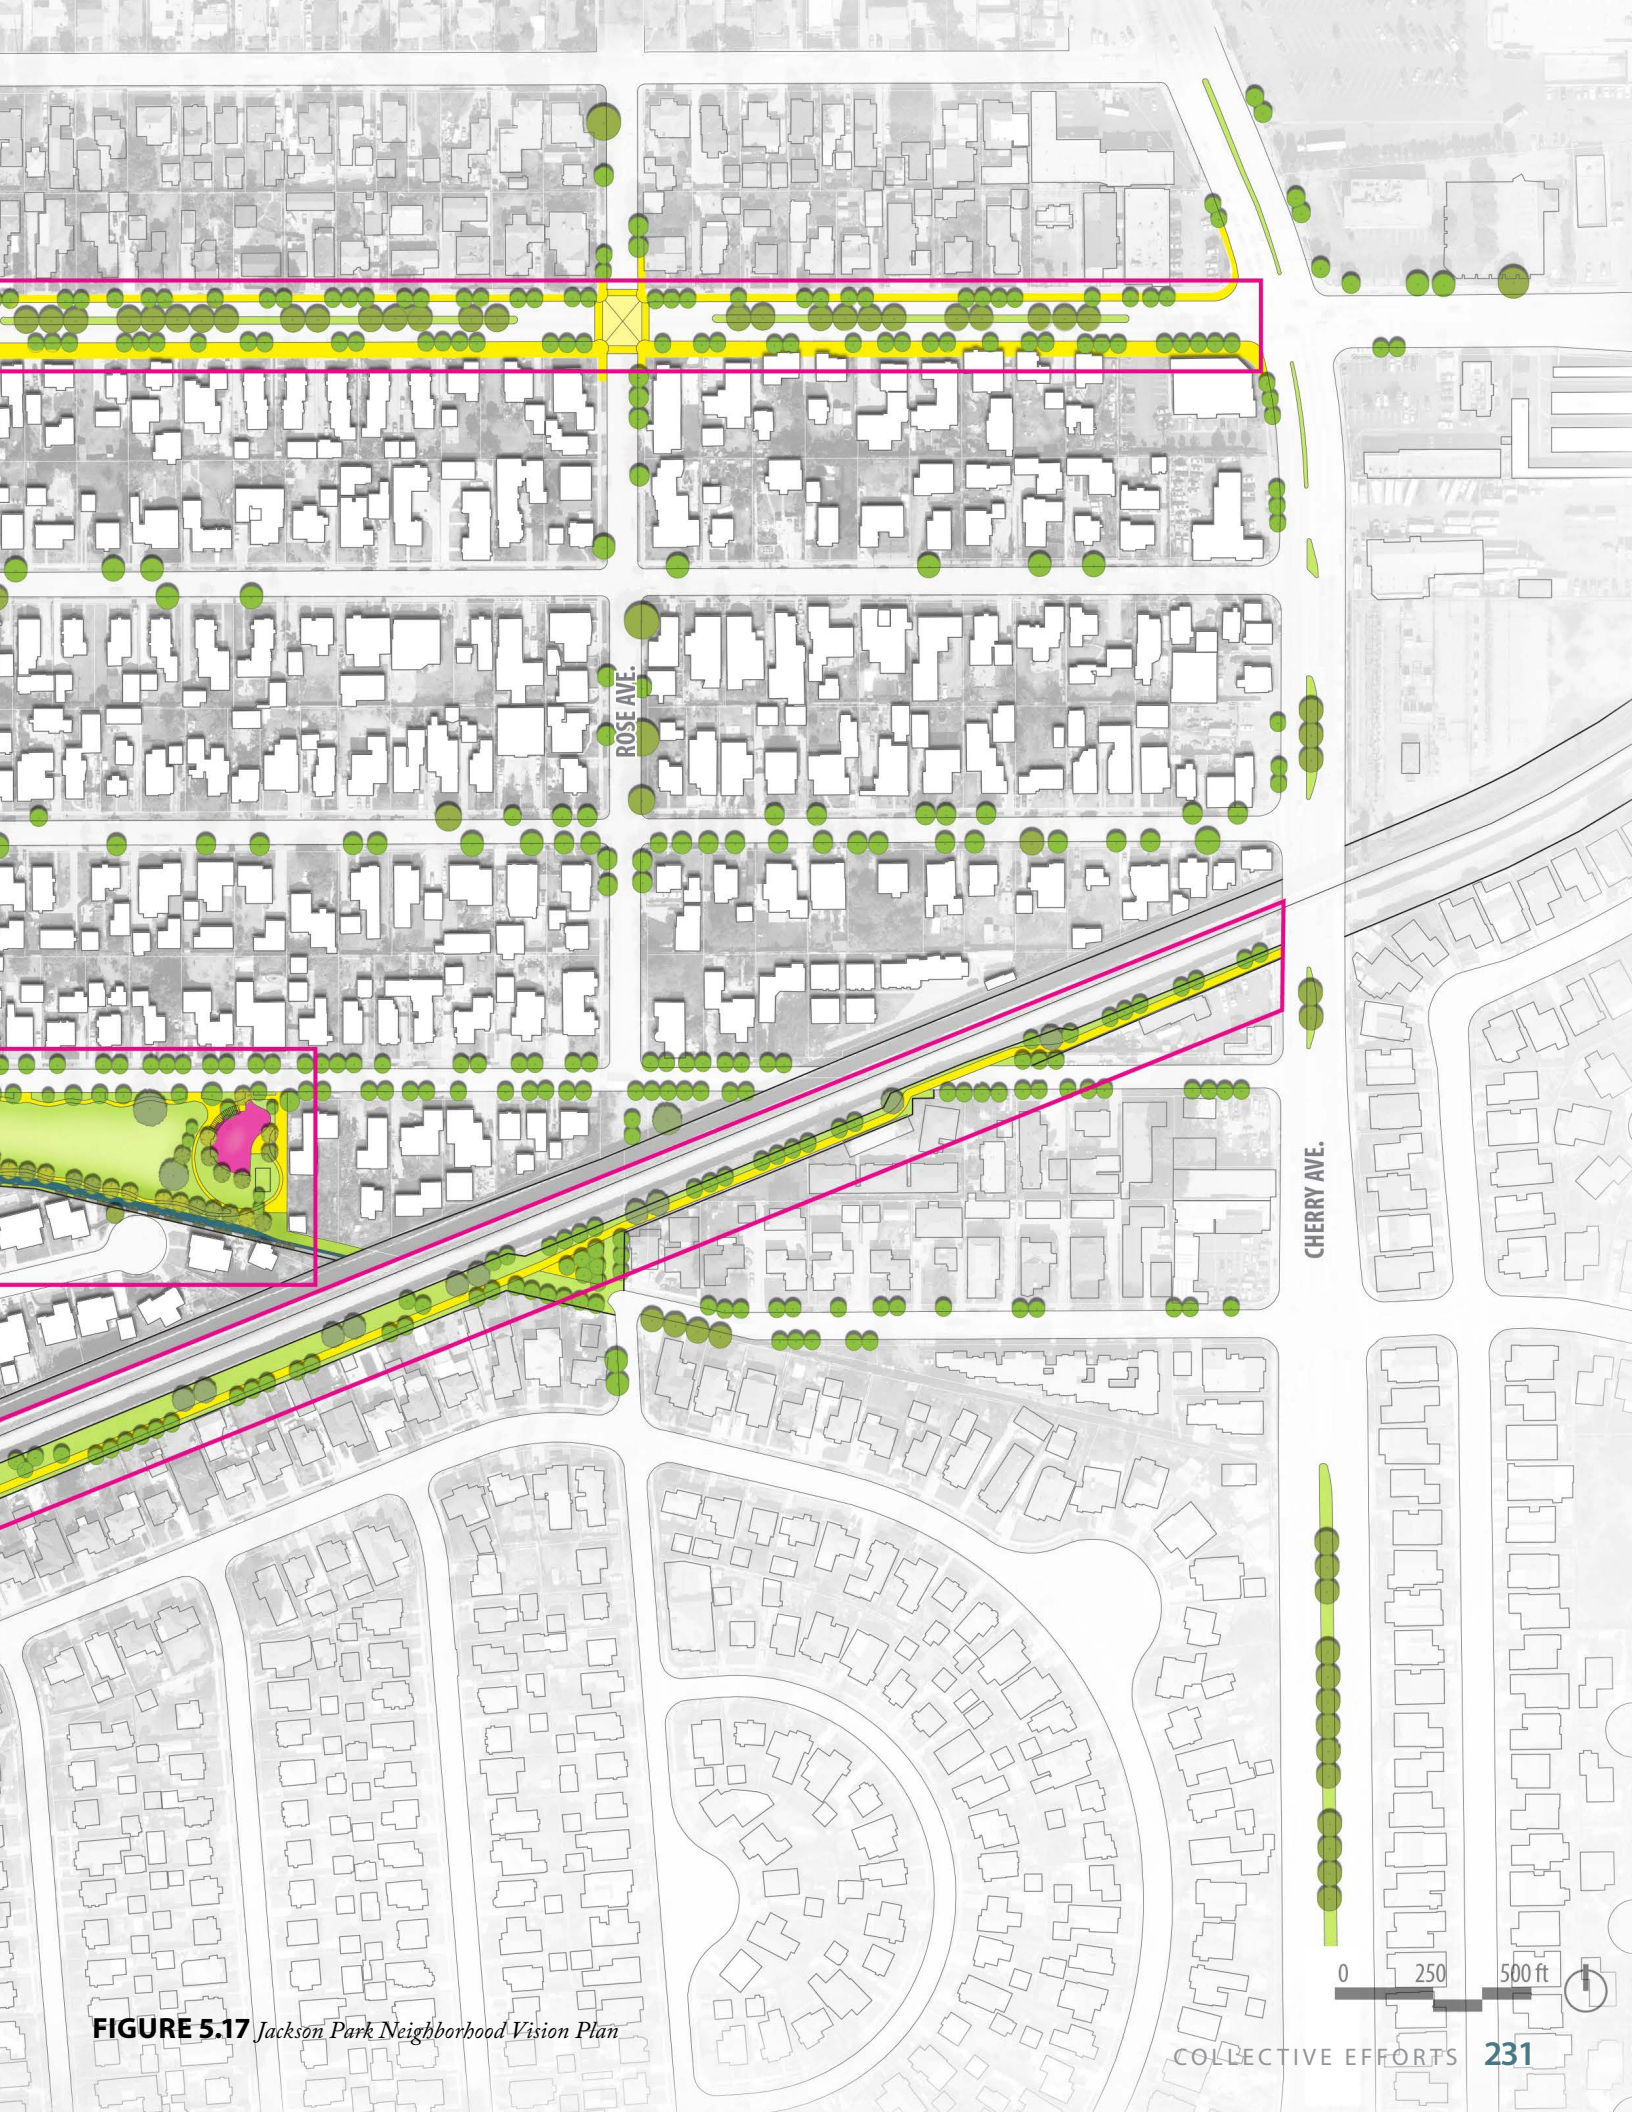 ROSE AVE.
CHERRY AVE.
0 250 500 ft
FIGURE 5.17 Jackson Park Neighborhood Vision Plan
COLLECTIVE EFFORTS 231